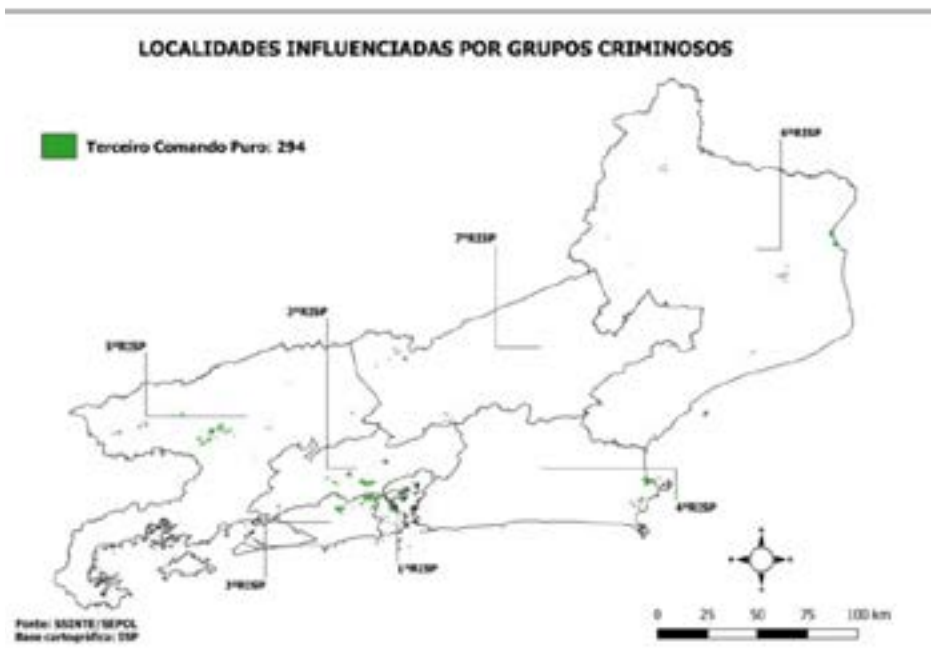 LOCALIDADES INFLUENCIADAS POR GRUPOS CRIMINOSOS
Terceiro Comando Puro: 294
6ªRISP
7ªRISP
2ªRISP
5ªRISP
4ªRISP
1ªRISP
3ªRISP
0 25 50 75 100 km
Fonte: SSINTE/SEPOL
Base cartográfica: ISP